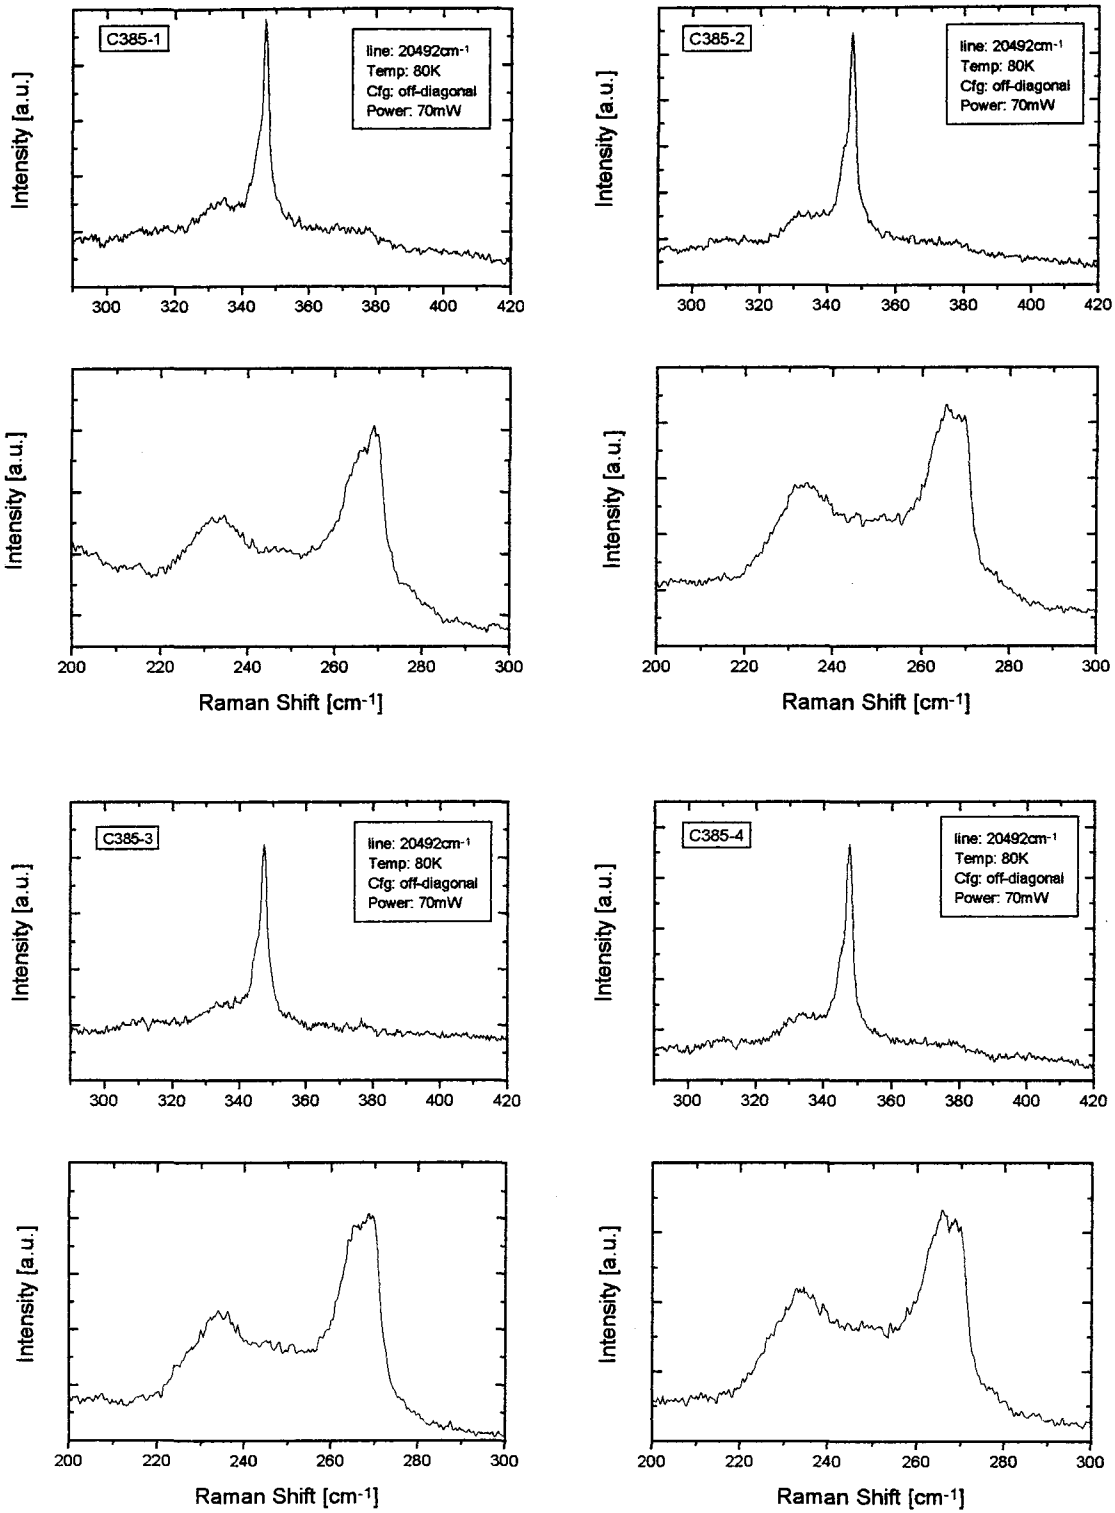 C385-1
line: 20492cm-1
Temp: 80K
Cfg: off-diagonal
Power: 70mW
Intensity [a.u.]
300 320 340 360 380 400 420
C385-2
line: 20492cm-1
Temp: 80K
Cfg: off-diagonal
Power: 70mW
Intensity [a.u.]
300 320 340 360 380 400 420
Intensity [a.u.]
200 220 240 260 280 300
Raman Shift [cm-1]
Intensity [a.u.]
200 220 240 260 280 300
Raman Shift [cm-1]
C385-3
line: 20492cm-1
Temp: 80K
Cfg: off-diagonal
Power: 70mW
Intensity [a.u.]
300 320 340 360 380 400 420
C385-4
line: 20492cm-1
Temp: 80K
Cfg: off-diagonal
Power: 70mW
Intensity [a.u.]
300 320 340 360 380 400 420
Intensity [a.u.]
200 220 240 260 280 300
Raman Shift [cm-1]
Intensity [a.u.]
200 220 240 260 280 300
Raman Shift [cm-1]